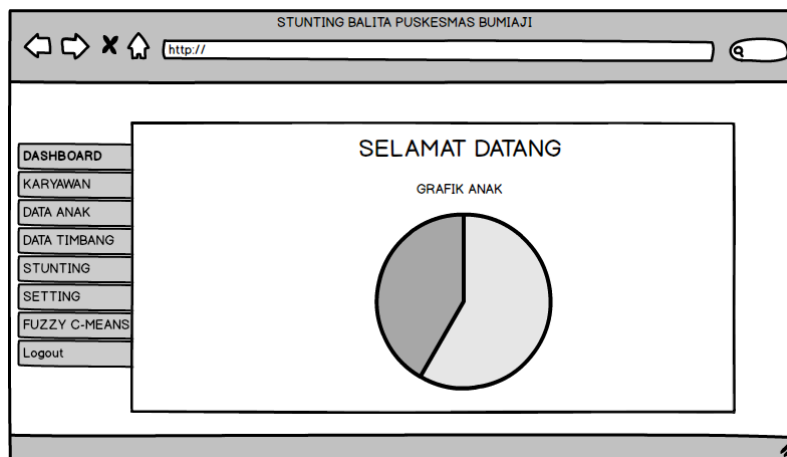 STUNTING BALITA PUSKESMAS BUMIAJI
http://
DASHBOARD
KARYAWAN
DATA ANAK
DATA TIMBANG
STUNTING
SETTING
FUZZY C-MEANS
Logout
SELAMAT DATANG
GRAFIK ANAK